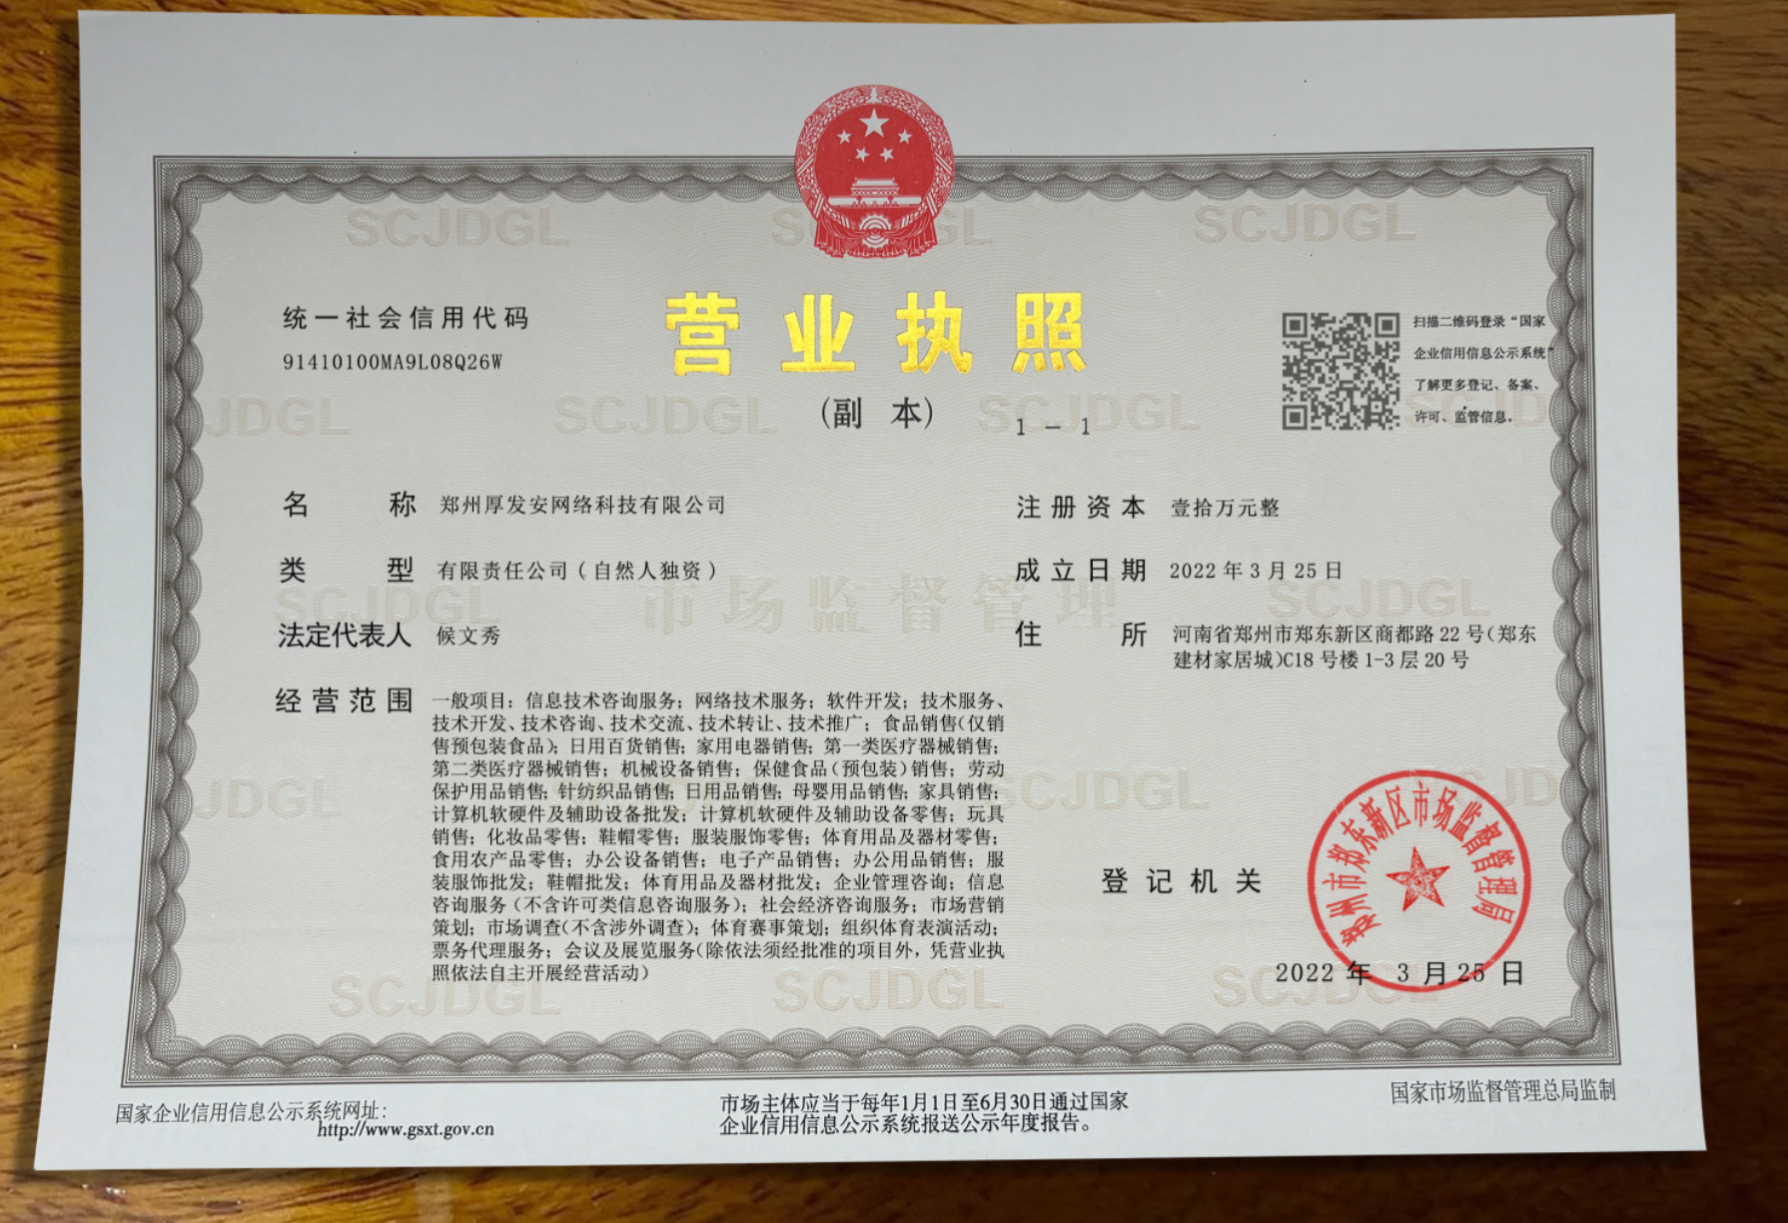 统一社会信用代码
91410100MA9L08Q26W
营业执照
(副 本)
1 - 1
扫描二维码登录“国家
企业信用信息公示系统”
了解更多登记、备案、
许可、监管信息.
名称 郑州厚发安网络科技有限公司
类型 有限责任公司(自然人独资)
法定代表人 候文秀
经营范围 一般项目：信息技术咨询服务；网络技术服务；软件开发；技术服务、
技术开发、技术咨询、技术交流、技术转让、技术推广；食品销售(仅销
售预包装食品)；日用百货销售；家用电器销售；第一类医疗器械销售；
第二类医疗器械销售；机械设备销售；保健食品(预包装)销售；劳动
保护用品销售；针纺织品销售；日用品销售；母婴用品销售；家具销售；
计算机软硬件及辅助设备批发；计算机软硬件及辅助设备零售；玩具
销售；化妆品零售；鞋帽零售；服装服饰零售；体育用品及器材零售；
食用农产品零售；办公设备销售；电子产品销售；办公用品销售；服
装服饰批发；鞋帽批发；体育用品及器材批发；企业管理咨询；信息
咨询服务(不含许可类信息咨询服务)；社会经济咨询服务；市场营销
策划；市场调查(不含涉外调查)；体育赛事策划；组织体育表演活动；
票务代理服务；会议及展览服务(除依法须经批准的项目外，凭营业执
照依法自主开展经营活动)
注册资本 壹拾万元整
成立日期 2022年3月25日
住所 河南省郑州市郑东新区商都路22号(郑东
建材家居城)C18号楼1-3层20号
登记机关
郑州市郑东新区市场监督管理局
2022年 3月25日
SCJDGL
市场监督管理
国家企业信用信息公示系统网址：
http://www.gsxt.gov.cn
市场主体应当于每年1月1日至6月30日通过国家
企业信用信息公示系统报送公示年度报告。
国家市场监督管理总局监制